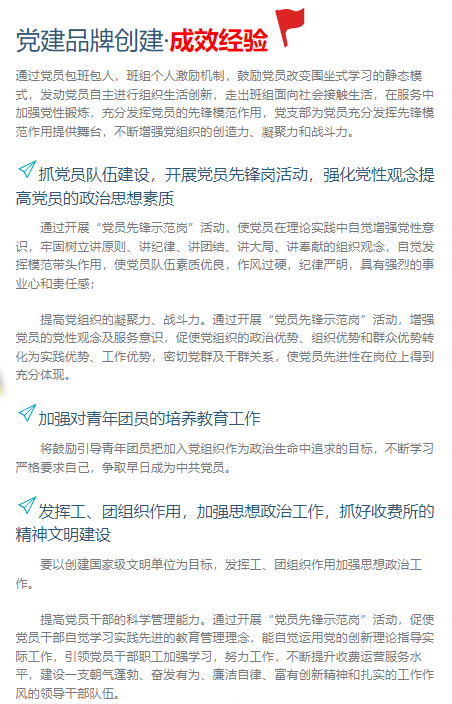 党建品牌创建·成效经验
通过党员包班包人，班组个人激励机制，鼓励党员改变围坐式学习的静态模
式，发动党员自主进行组织生活创新，走出班组面向社会接触生活，在服务中
加强党性锻炼，充分发挥党员的先锋模范作用，党支部为党员充分发挥先锋模
范作用提供舞台，不断增强党组织的创造力、凝聚力和战斗力。
抓党员队伍建设，开展党员先锋岗活动，强化党性观念提
高党员的政治思想素质
通过开展“党员先锋示范岗”活动，使党员在理论实践中自觉增强党性意
识，牢固树立讲原则、讲纪律、讲团结、讲大局、讲奉献的组织观念，自觉发
挥模范带头作用，使党员队伍素质优良，作风过硬，纪律严明，具有强烈的事
业心和责任感；
提高党组织的凝聚力、战斗力。通过开展“党员先锋示范岗”活动，增强
党员的党性观念及服务意识，促使党组织的政治优势、组织优势和群众优势转
化为实践优势、工作优势，密切党群及干群关系，使党员先进性在岗位上得到
充分体现。
加强对青年团员的培养教育工作
将鼓励引导青年团员把加入党组织作为政治生命中追求的目标，不断学习
严格要求自己，争取早日成为中共党员。
发挥工、团组织作用，加强思想政治工作，抓好收费所的
精神文明建设
要以创建国家级文明单位为目标，发挥工、团组织作用加强思想政治工
作。
提高党员干部的科学管理能力。通过开展“党员先锋示范岗”活动，促使
党员干部自觉学习实践先进的教育管理理念，能自觉运用党的创新理论指导实
际工作，引领党员干部职工加强学习，努力工作，不断提升收费运营服务水
平，建设一支朝气蓬勃、奋发有为、廉洁自律、富有创新精神和扎实的工作作
风的领导干部队伍。